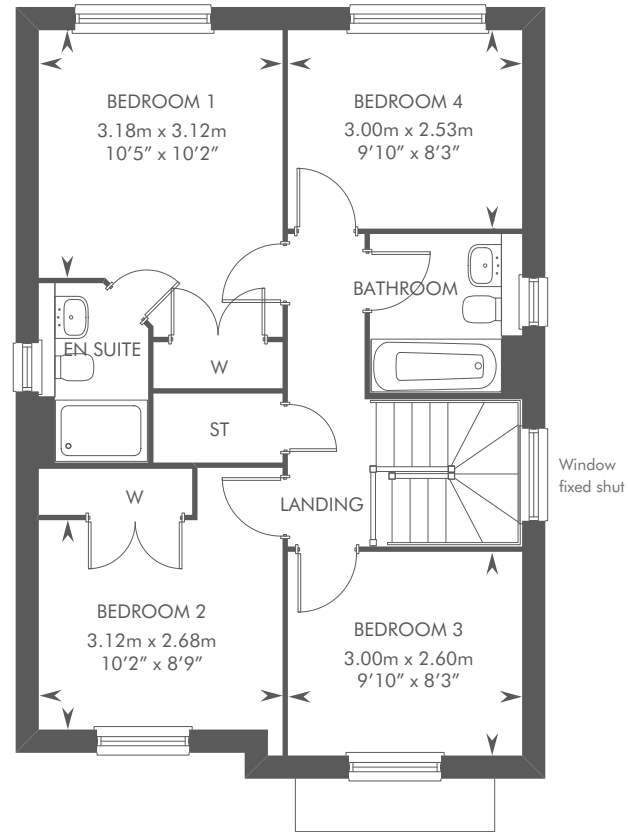 BEDROOM 1
3.18m x 3.12m
10'5" x 10'2"
BEDROOM 4
3.00m x 2.53m
9'10" x 8'3"
BATHROOM
EN SUITE
W
ST
Window
fixed shut
W
LANDING
BEDROOM 2
3.12m x 2.68m
10'2" x 8'9"
BEDROOM 3
3.00m x 2.60m
9'10" x 8'3"